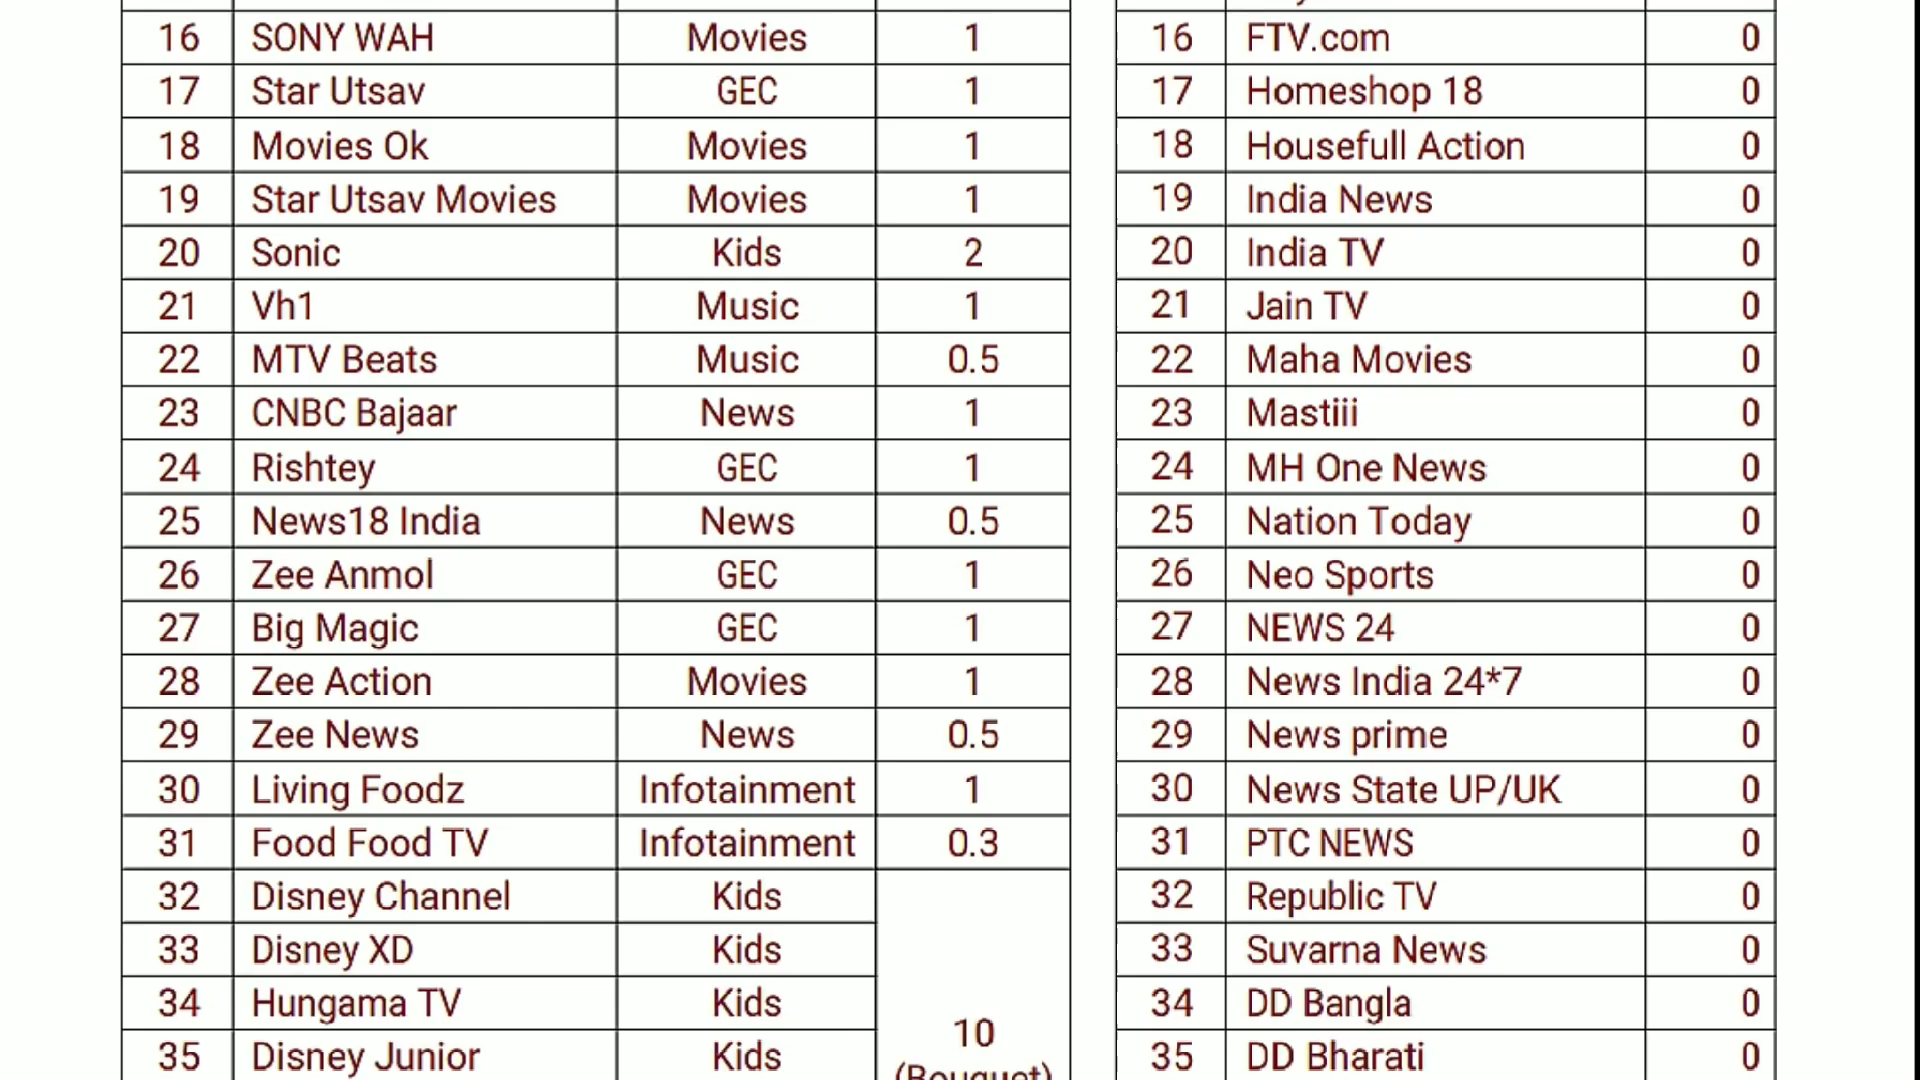 16 SONY WAH Movies 1
17 Star Utsav GEC 1
18 Movies Ok Movies 1
19 Star Utsav Movies Movies 1
20 Sonic Kids 2
21 Vh1 Music 1
22 MTV Beats Music 0.5
23 CNBC Bajaar News 1
24 Rishtey GEC 1
25 News18 India News 0.5
26 Zee Anmol GEC 1
27 Big Magic GEC 1
28 Zee Action Movies 1
29 Zee News News 0.5
30 Living Foodz Infotainment 1
31 Food Food TV Infotainment 0.3
32 Disney Channel Kids
33 Disney XD Kids
34 Hungama TV Kids
35 Disney Junior Kids
10
(Bouquet)
16 FTV.com 0
17 Homeshop 18 0
18 Housefull Action 0
19 India News 0
20 India TV 0
21 Jain TV 0
22 Maha Movies 0
23 Mastiii 0
24 MH One News 0
25 Nation Today 0
26 Neo Sports 0
27 NEWS 24 0
28 News India 24*7 0
29 News prime 0
30 News State UP/UK 0
31 PTC NEWS 0
32 Republic TV 0
33 Suvarna News 0
34 DD Bangla 0
35 DD Bharati 0